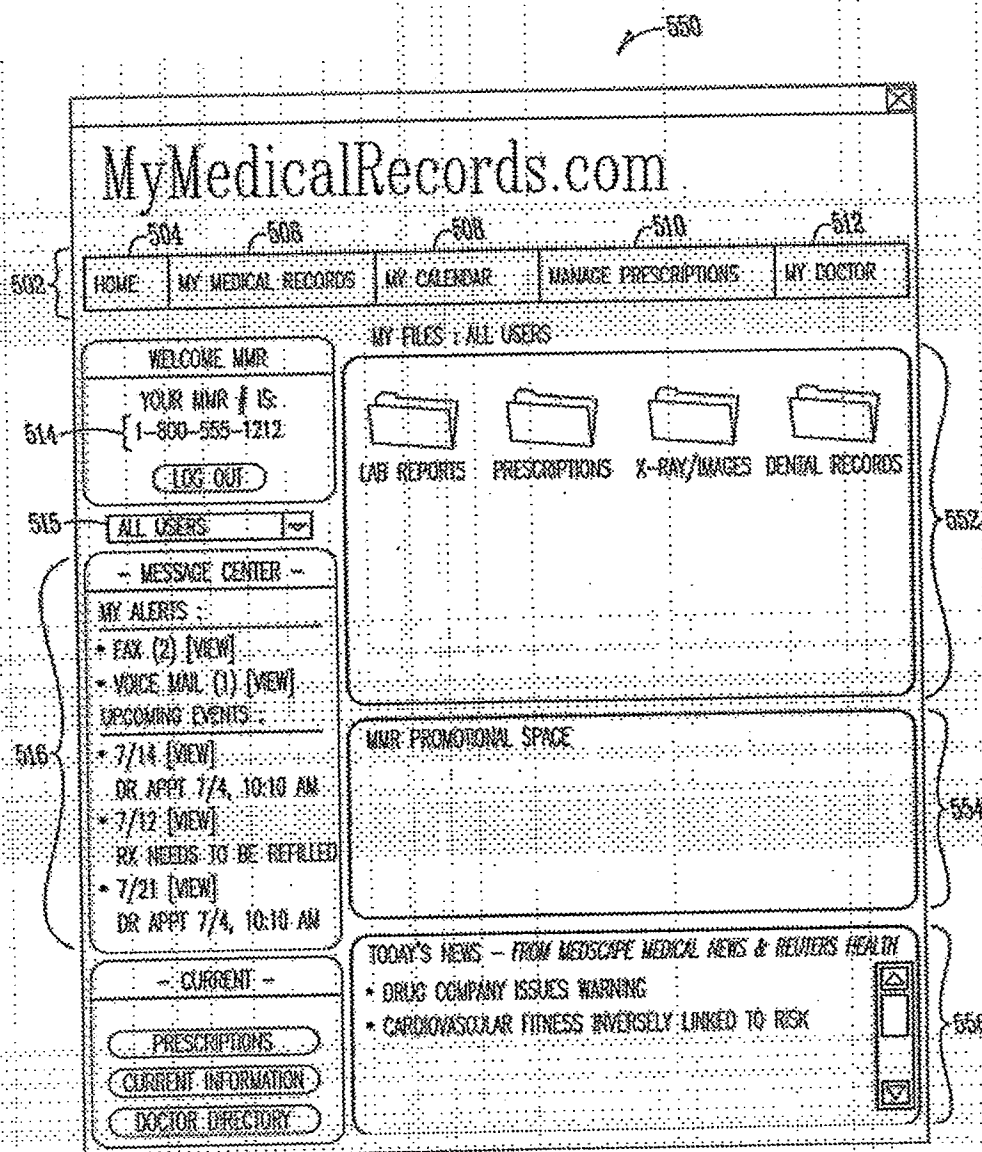 550
MyMedicalRecords.com
504 506 508 510 512
502 HOME MY MEDICAL RECORDS MY CALENDAR MANAGE PRESCRIPTIONS MY DOCTOR
WELCOME MMR
YOUR MMR # IS:
514 1-800-555-1212
LOG OUT
515 ALL USERS
- MESSAGE CENTER -
MY ALERTS :
* FAX (2) [VIEW]
* VOICE MAIL (1) [VIEW]
UPCOMING EVENTS :
516
* 7/14 [VIEW]
DR APPT 7/4, 10:10 AM
* 7/12 [VIEW]
RX NEEDS TO BE REFILLED
* 7/21 [VIEW]
DR APPT 7/4, 10:10 AM
- CURRENT -
PRESCRIPTIONS
CURRENT INFORMATION
DOCTOR DIRECTORY
MY FILES : ALL USERS
LAB REPORTS PRESCRIPTIONS X-RAY/IMAGES DENTAL RECORDS
552
MMR PROMOTIONAL SPACE
554
TODAY'S NEWS - FROM MEDSCAPE MEDICAL NEWS & REUTERS HEALTH
* DRUG COMPANY ISSUES WARNING
* CARDIOVASCULAR FITNESS INVERSELY LINKED TO RISK
556